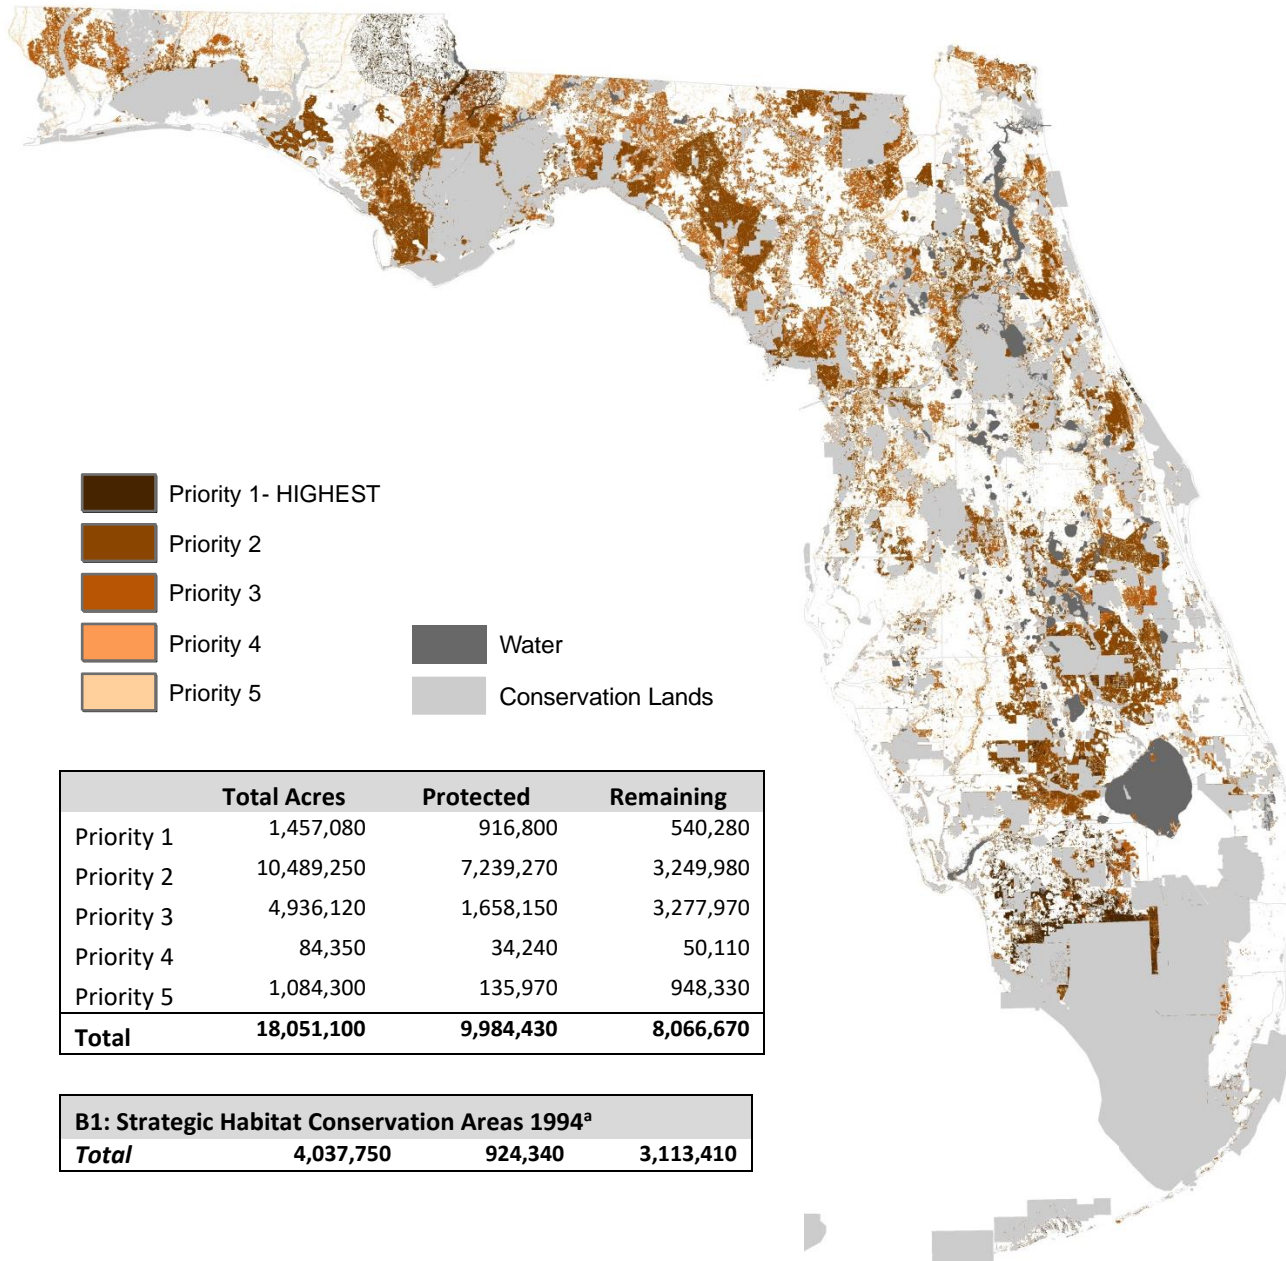 Priority 1- HIGHEST
Priority 2
Priority 3
Priority 4
Priority 5
Water
Conservation Lands
Total Acres Protected Remaining
Priority 1 1,457,080 916,800 540,280
Priority 2 10,489,250 7,239,270 3,249,980
Priority 3 4,936,120 1,658,150 3,277,970
Priority 4 84,350 34,240 50,110
Priority 5 1,084,300 135,970 948,330
Total 18,051,100 9,984,430 8,066,670
B1: Strategic Habitat Conservation Areas 1994ᵃ
Total 4,037,750 924,340 3,113,410